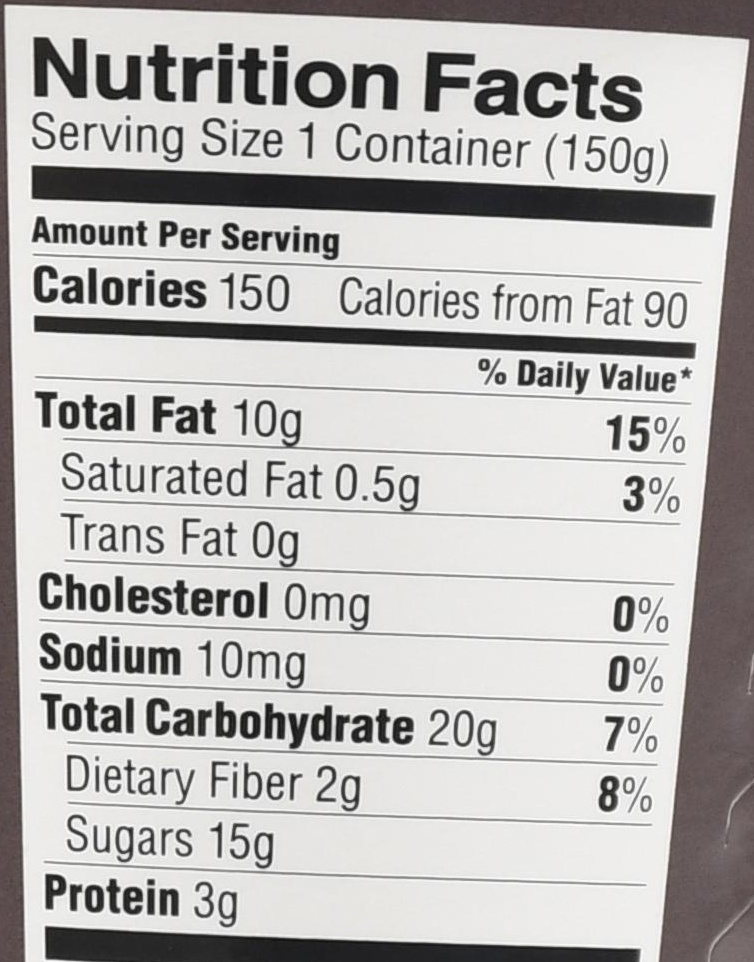 Nutrition Facts
Serving Size 1 Container (150g)
Amount Per Serving
Calories 150 Calories from Fat 90
% Daily Value*
Total Fat 10g 15%
Saturated Fat 0.5g 3%
Trans Fat 0g
Cholesterol 0mg 0%
Sodium 10mg 0%
Total Carbohydrate 20g 7%
Dietary Fiber 2g 8%
Sugars 15g
Protein 3g